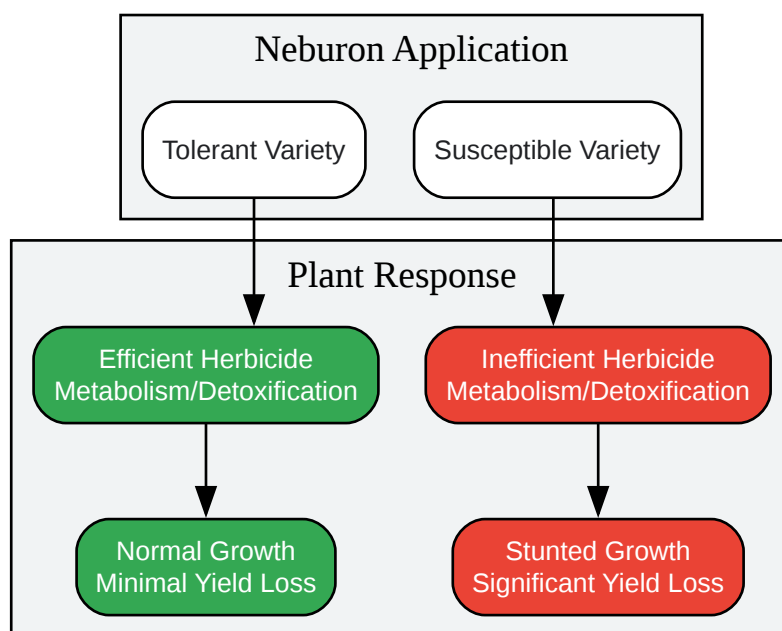 Neburon Application
Tolerant Variety
Susceptible Variety
Plant Response
Efficient Herbicide
Metabolism/Detoxification
Inefficient Herbicide
Metabolism/Detoxification
Normal Growth
Minimal Yield Loss
Stunted Growth
Significant Yield Loss